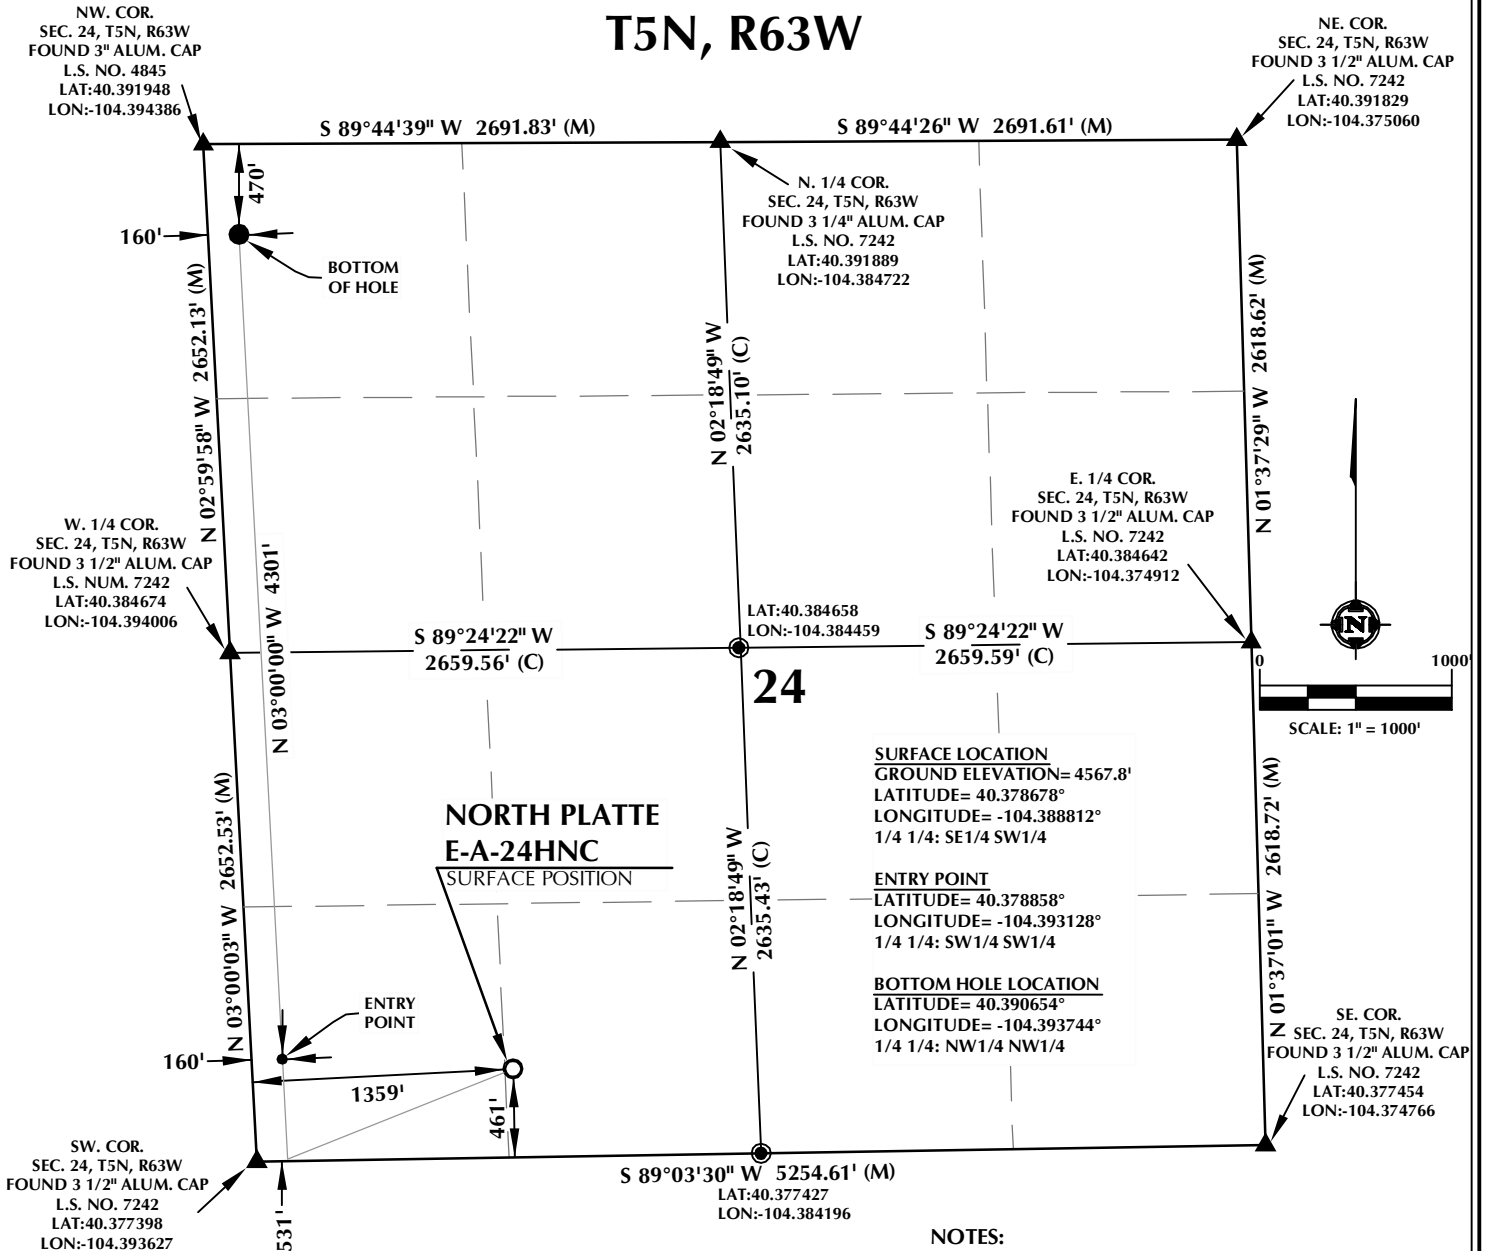 T5N, R63W
NW. COR.
SEC. 24, T5N, R63W
FOUND 3" ALUM. CAP
L.S. NO. 4845
LAT:40.391948
LON:-104.394386
NE. COR.
SEC. 24, T5N, R63W
FOUND 3 1/2" ALUM. CAP
L.S. NO. 7242
LAT:40.391829
LON:-104.375060
S 89°44'39" W 2691.83' (M)
S 89°44'26" W 2691.61' (M)
470'
N. 1/4 COR.
SEC. 24, T5N, R63W
FOUND 3 1/4" ALUM. CAP
L.S. NO. 7242
LAT:40.391889
LON:-104.384722
160'
BOTTOM
OF HOLE
N 02°59'58" W 2652.13' (M)
N 02°18'49" W
2635.10' (C)
N 01°37'29" W 2618.62' (M)
E. 1/4 COR.
SEC. 24, T5N, R63W
FOUND 3 1/2" ALUM. CAP
L.S. NO. 7242
LAT:40.384642
LON:-104.374912
W. 1/4 COR.
SEC. 24, T5N, R63W
FOUND 3 1/2" ALUM. CAP
L.S. NUM. 7242
LAT:40.384674
LON:-104.394006
N 03°00'00" W 4301'
LAT:40.384658
LON:-104.384459
S 89°24'22" W
2659.56' (C)
S 89°24'22" W
2659.59' (C)
N
0 1000'
SCALE: 1" = 1000'
24
SURFACE LOCATION
GROUND ELEVATION= 4567.8'
LATITUDE= 40.378678°
LONGITUDE= -104.388812°
1/4 1/4: SE1/4 SW1/4
ENTRY POINT
LATITUDE= 40.378858°
LONGITUDE= -104.393128°
1/4 1/4: SW1/4 SW1/4
BOTTOM HOLE LOCATION
LATITUDE= 40.390654°
LONGITUDE= -104.393744°
1/4 1/4: NW1/4 NW1/4
NORTH PLATTE
E-A-24HNC
SURFACE POSITION
N 03°00'03" W 2652.53' (M)
N 02°18'49" W
2635.43' (C)
N 01°37'01" W 2618.72' (M)
ENTRY
POINT
160'
1359'
461'
SE. COR.
SEC. 24, T5N, R63W
FOUND 3 1/2" ALUM. CAP
L.S. NO. 7242
LAT:40.377454
LON:-104.374766
SW. COR.
SEC. 24, T5N, R63W
FOUND 3 1/2" ALUM. CAP
L.S. NO. 7242
LAT:40.377398
LON:-104.393627
531'
S 89°03'30" W 5254.61' (M)
LAT:40.377427
LON:-104.384196
NOTES: